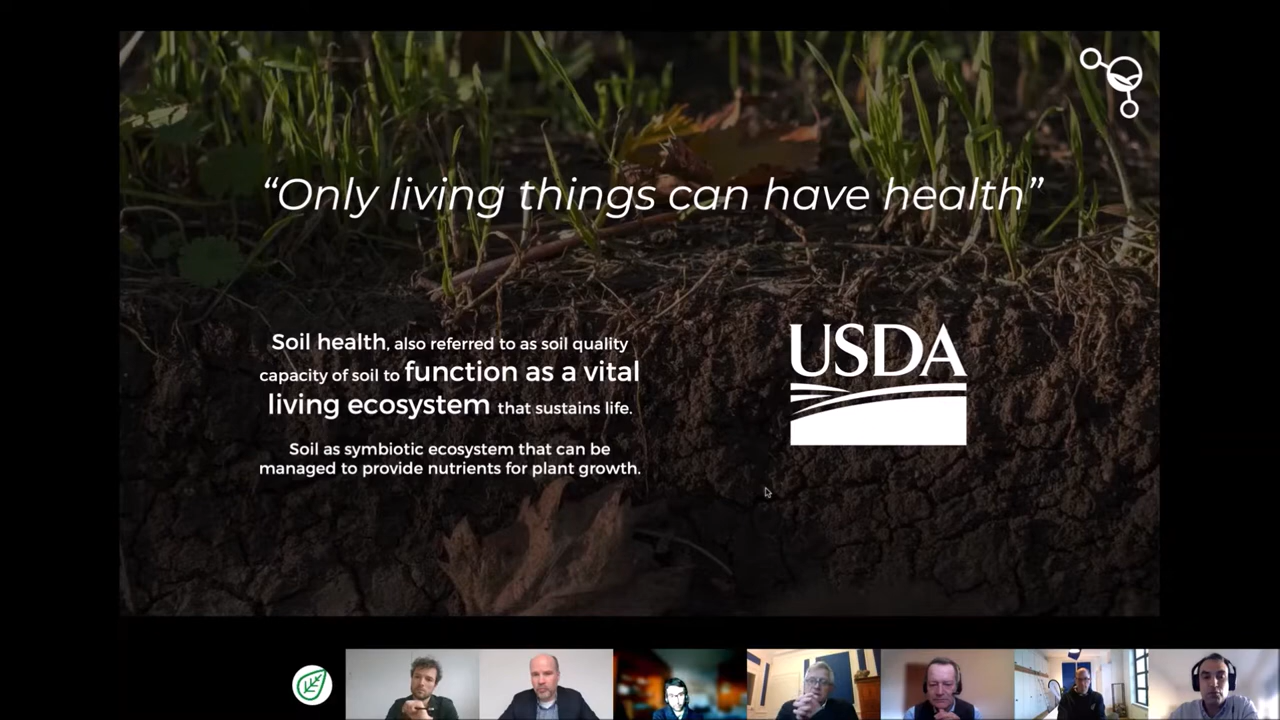 “Only living things can have health”
Soil health, also referred to as soil quality
capacity of soil to function as a vital
living ecosystem that sustains life.
Soil as symbiotic ecosystem that can be
managed to provide nutrients for plant growth.
USDA